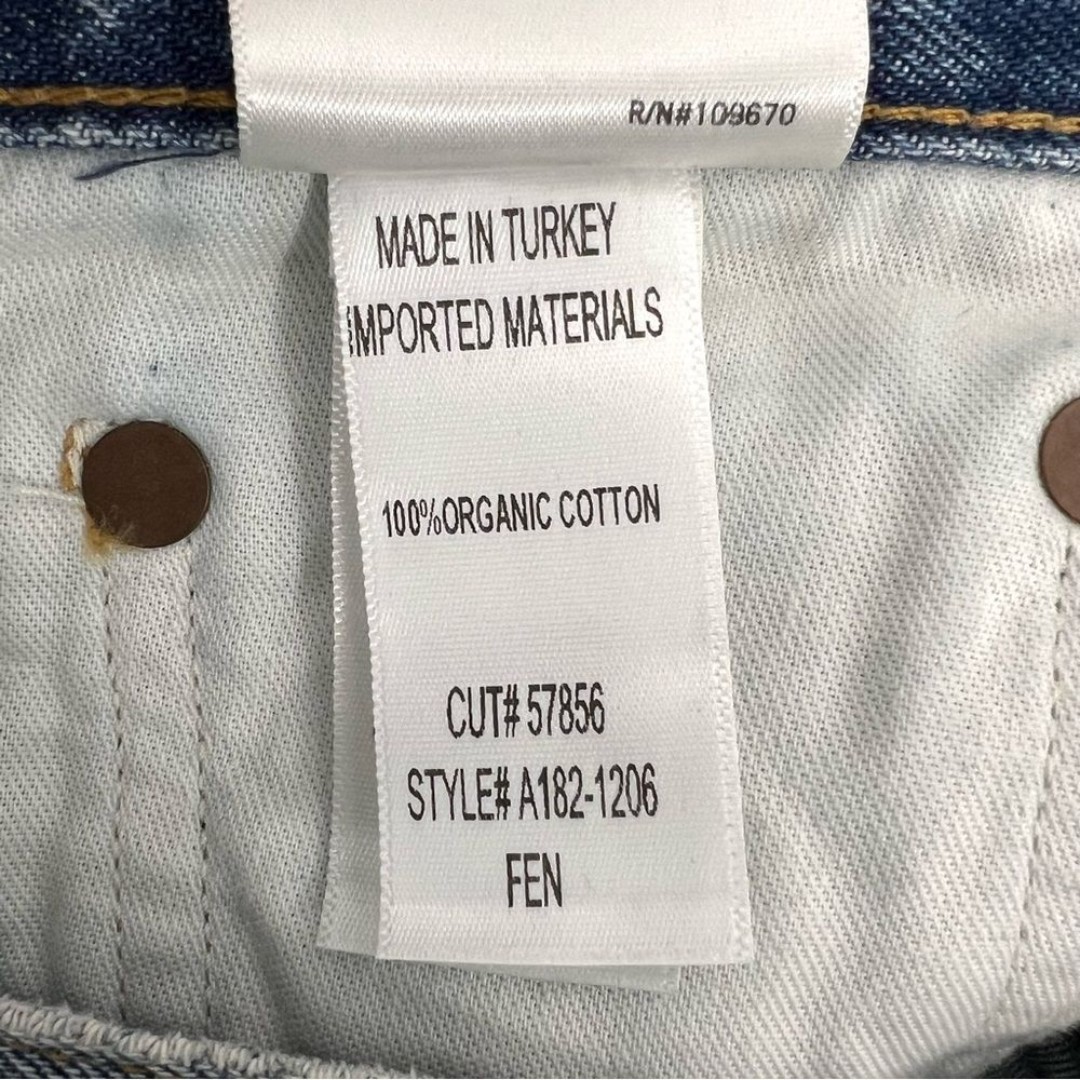 R/N#109670
MADE IN TURKEY
IMPORTED MATERIALS
100%ORGANIC COTTON
CUT# 57856
STYLE# A182-1206
FEN